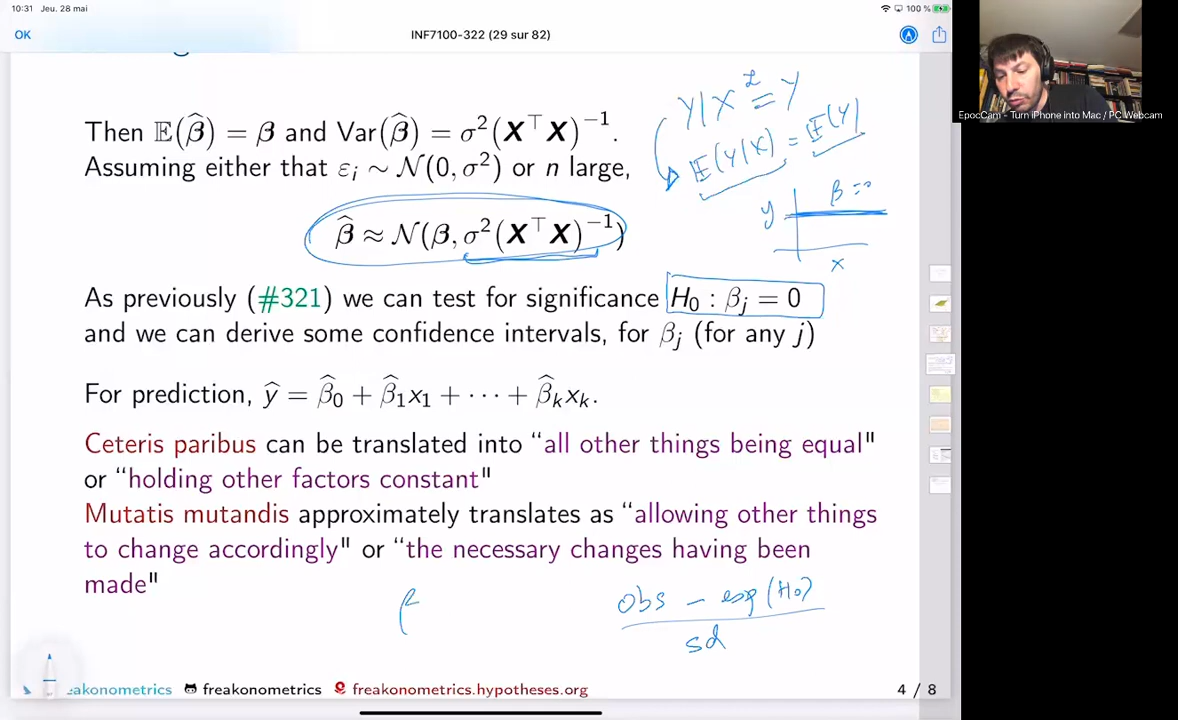 10:31 Jeu. 28 mai
100 %
OK
INF7100-322 (29 sur 82)
Then 𝔼(β̂) = β and Var(β̂) = σ²(X⊤X)⁻¹.
Assuming either that εᵢ ∼ N(0, σ²) or n large,
β̂ ≈ N(β, σ²(X⊤X)⁻¹)
Y|X ℒ= Y
𝔼(Y|X) = 𝔼(Y)
β =
y
x
As previously (#321) we can test for significance H₀ : βⱼ = 0
and we can derive some confidence intervals, for βⱼ (for any j)
For prediction, ŷ = β̂₀ + β̂₁x₁ + ⋯ + β̂ₖxₖ.
Ceteris paribus can be translated into “all other things being equal"
or “holding other factors constant"
Mutatis mutandis approximately translates as “allowing other things
to change accordingly" or “the necessary changes having been
made"
obs − exp(H₀)
sd
akonometrics freakonometrics freakonometrics.hypotheses.org
4 / 8
EpocCam - Turn iPhone into Mac / PC Webcam